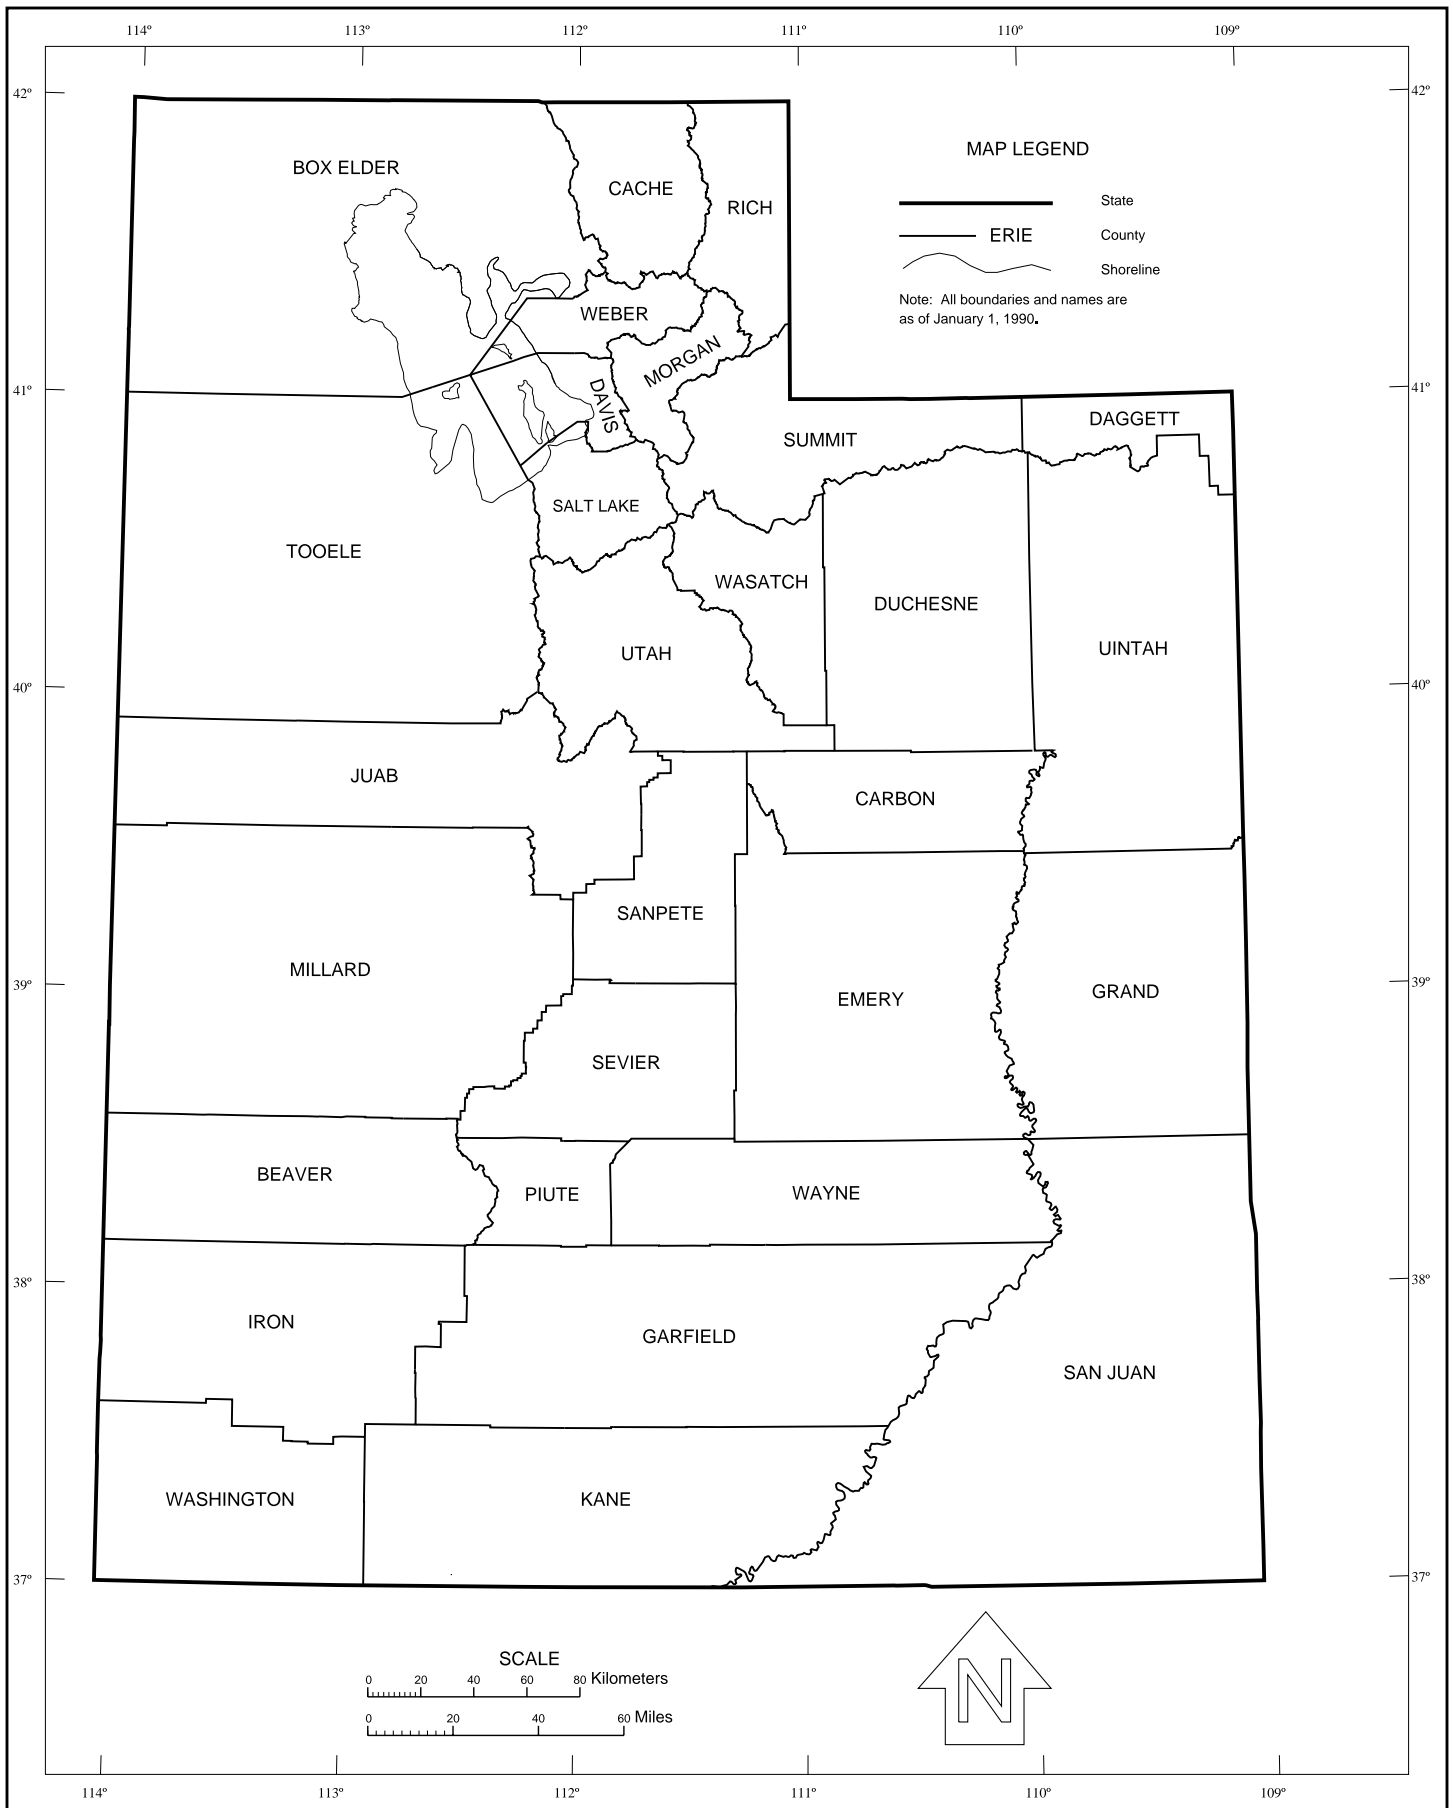 114º 113º 112º 111º 110º 109º
42º 42º
MAP LEGEND
State
ERIE County
Shoreline
Note: All boundaries and names are
as of January 1, 1990.
BOX ELDER
CACHE
RICH
WEBER
MORGAN
DAVIS
41º 41º
DAGGETT
SUMMIT
SALT LAKE
TOOELE
WASATCH
DUCHESNE
UTAH
UINTAH
40º 40º
JUAB
CARBON
SANPETE
MILLARD
39º 39º
EMERY
GRAND
SEVIER
BEAVER
PIUTE
WAYNE
38º 38º
IRON
GARFIELD
SAN JUAN
WASHINGTON
KANE
37º 37º
SCALE
0 20 40 60 80 Kilometers
0 20 40 60 Miles
N
114º 113º 112º 111º 110º 109º